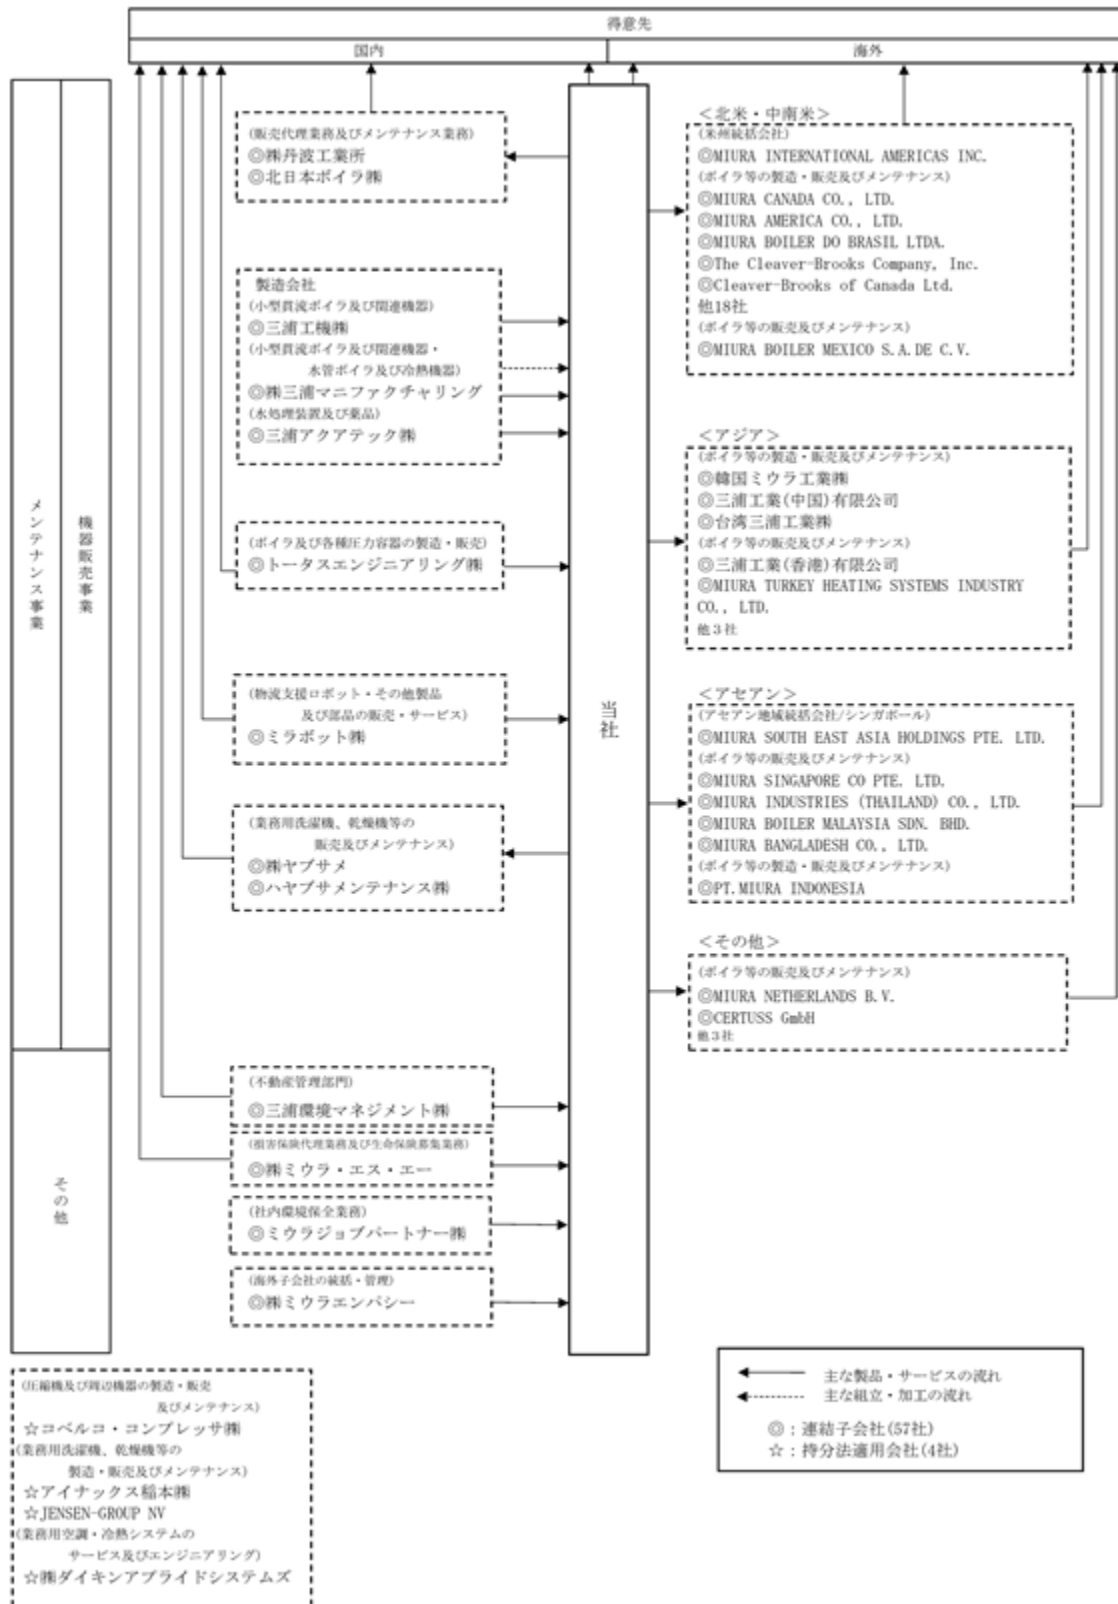 得意先
国内
海外
メンテナンス事業
機器販売事業
その他
(販売代理業務及びメンテナンス業務)
◎㈱丹波工業所
◎北日本ボイラ㈱
製造会社
(小型貫流ボイラ及び関連機器)
◎三浦工機㈱
(小型貫流ボイラ及び関連機器・
水管ボイラ及び冷熱機器)
◎㈱三浦マニファクチャリング
(水処理装置及び薬品)
◎三浦アクアテック㈱
(ボイラ及び各種圧力容器の製造・販売)
◎トータスエンジニアリング㈱
(物流支援ロボット・その他製品
及び部品の販売・サービス)
◎ミラボット㈱
(業務用洗濯機、乾燥機等の
販売及びメンテナンス)
◎㈱ヤブサメ
◎ハヤブサメンテナンス㈱
(不動産管理部門)
◎三浦環境マネジメント㈱
(損害保険代理業務及び生命保険募集業務)
◎㈱ミウラ・エス・エー
(社内環境保全業務)
◎ミウラジョブパートナー㈱
(海外子会社の統括・管理)
◎㈱ミウラエンパシー
当社
＜北米・中南米＞
(米州統括会社)
◎MIURA INTERNATIONAL AMERICAS INC.
(ボイラ等の製造・販売及びメンテナンス)
◎MIURA CANADA CO., LTD.
◎MIURA AMERICA CO., LTD.
◎MIURA BOILER DO BRASIL LTDA.
◎The Cleaver-Brooks Company, Inc.
◎Cleaver-Brooks of Canada Ltd.
他18社
(ボイラ等の販売及びメンテナンス)
◎MIURA BOILER MEXICO S.A.DE C.V.
＜アジア＞
(ボイラ等の製造・販売及びメンテナンス)
◎韓国ミウラ工業㈱
◎三浦工業(中国)有限公司
◎台湾三浦工業㈱
(ボイラ等の販売及びメンテナンス)
◎三浦工業(香港)有限公司
◎MIURA TURKEY HEATING SYSTEMS INDUSTRY
CO., LTD.
他３社
＜アセアン＞
(アセアン地域統括会社/シンガポール)
◎MIURA SOUTH EAST ASIA HOLDINGS PTE. LTD.
(ボイラ等の販売及びメンテナンス)
◎MIURA SINGAPORE CO PTE. LTD.
◎MIURA INDUSTRIES (THAILAND) CO., LTD.
◎MIURA BOILER MALAYSIA SDN. BHD.
◎MIURA BANGLADESH CO., LTD.
(ボイラ等の製造・販売及びメンテナンス)
◎PT.MIURA INDONESIA
＜その他＞
(ボイラ等の販売及びメンテナンス)
◎MIURA NETHERLANDS B.V.
◎CERTUSS GmbH
他３社
(圧縮機及び周辺機器の製造・販売
及びメンテナンス)
☆コベルコ・コンプレッサ㈱
(業務用洗濯機、乾燥機等の
製造・販売及びメンテナンス)
☆アイナックス稲本㈱
☆JENSEN-GROUP NV
(業務用空調・冷熱システムの
サービス及びエンジニアリング)
☆㈱ダイキンアプライドシステムズ
主な製品・サービスの流れ
主な組立・加工の流れ
◎：連結子会社(57社)
☆：持分法適用会社(4社)